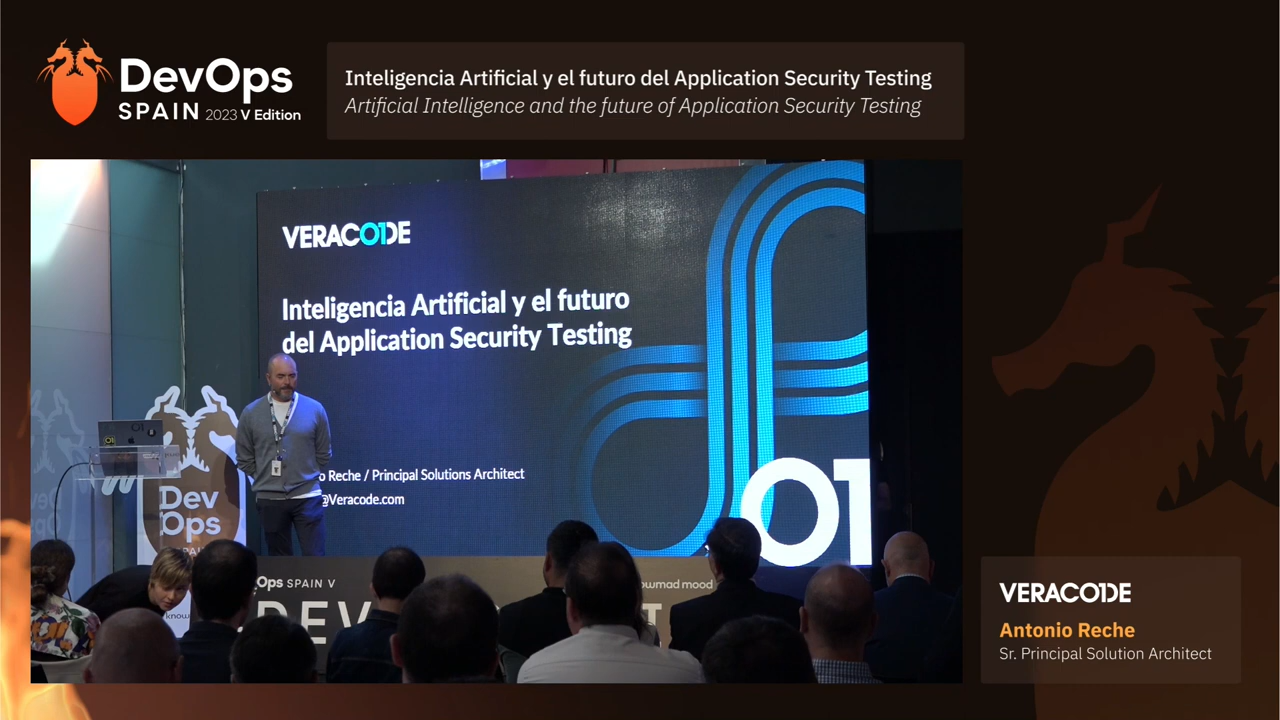 DevOps
SPAIN 2023 V Edition
Inteligencia Artificial y el futuro del Application Security Testing
Artificial Intelligence and the future of Application Security Testing
VERACODE
Inteligencia Artificial y el futuro
del Application Security Testing
o Reche / Principal Solutions Architect
@Veracode.com
01
Dev
Ops
Ops SPAIN V
mood
DEV
VERACODE
Antonio Reche
Sr. Principal Solution Architect